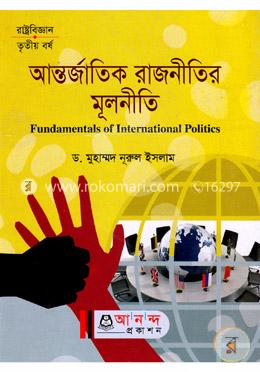 রাষ্ট্রবিজ্ঞান
তৃতীয় বর্ষ
আন্তর্জাতিক রাজনীতির
মূলনীতি
Fundamentals of International Politics
ড. মুহাম্মদ নূরুল ইসলাম
www.rokomari.com 16297
আনন্দ
প্রকাশন